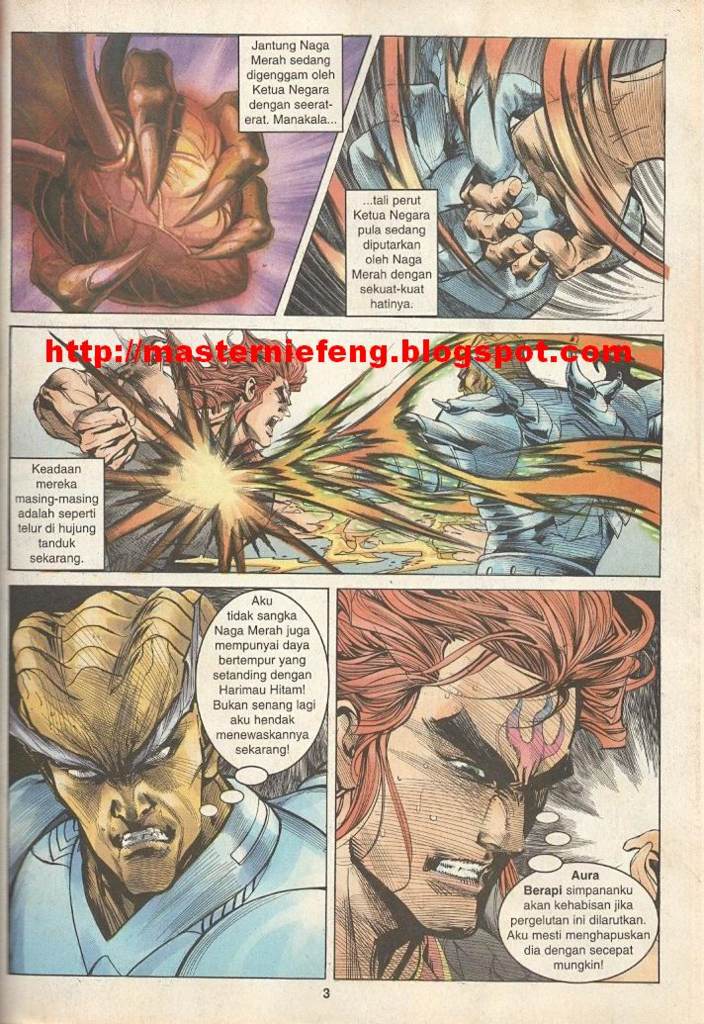 Jantung Naga
Merah sedang
digenggam oleh
Ketua Negara
dengan seerat-
erat. Manakala...
...tali perut
Ketua Negara
pula sedang
diputarkan
oleh Naga
Merah dengan
sekuat-kuat
hatinya.
http://masterniefeng.blogspot.com
Keadaan
mereka
masing-masing
adalah seperti
telur di hujung
tanduk
sekarang.
Aku
tidak sangka
Naga Merah juga
mempunyai daya
bertempur yang
setanding dengan
Harimau Hitam!
Bukan senang lagi
aku hendak
menewaskannya
sekarang!
Aura
Berapi simpananku
akan kehabisan jika
pergelutan ini dilarutkan.
Aku mesti menghapuskan
dia dengan secepat
mungkin!
3